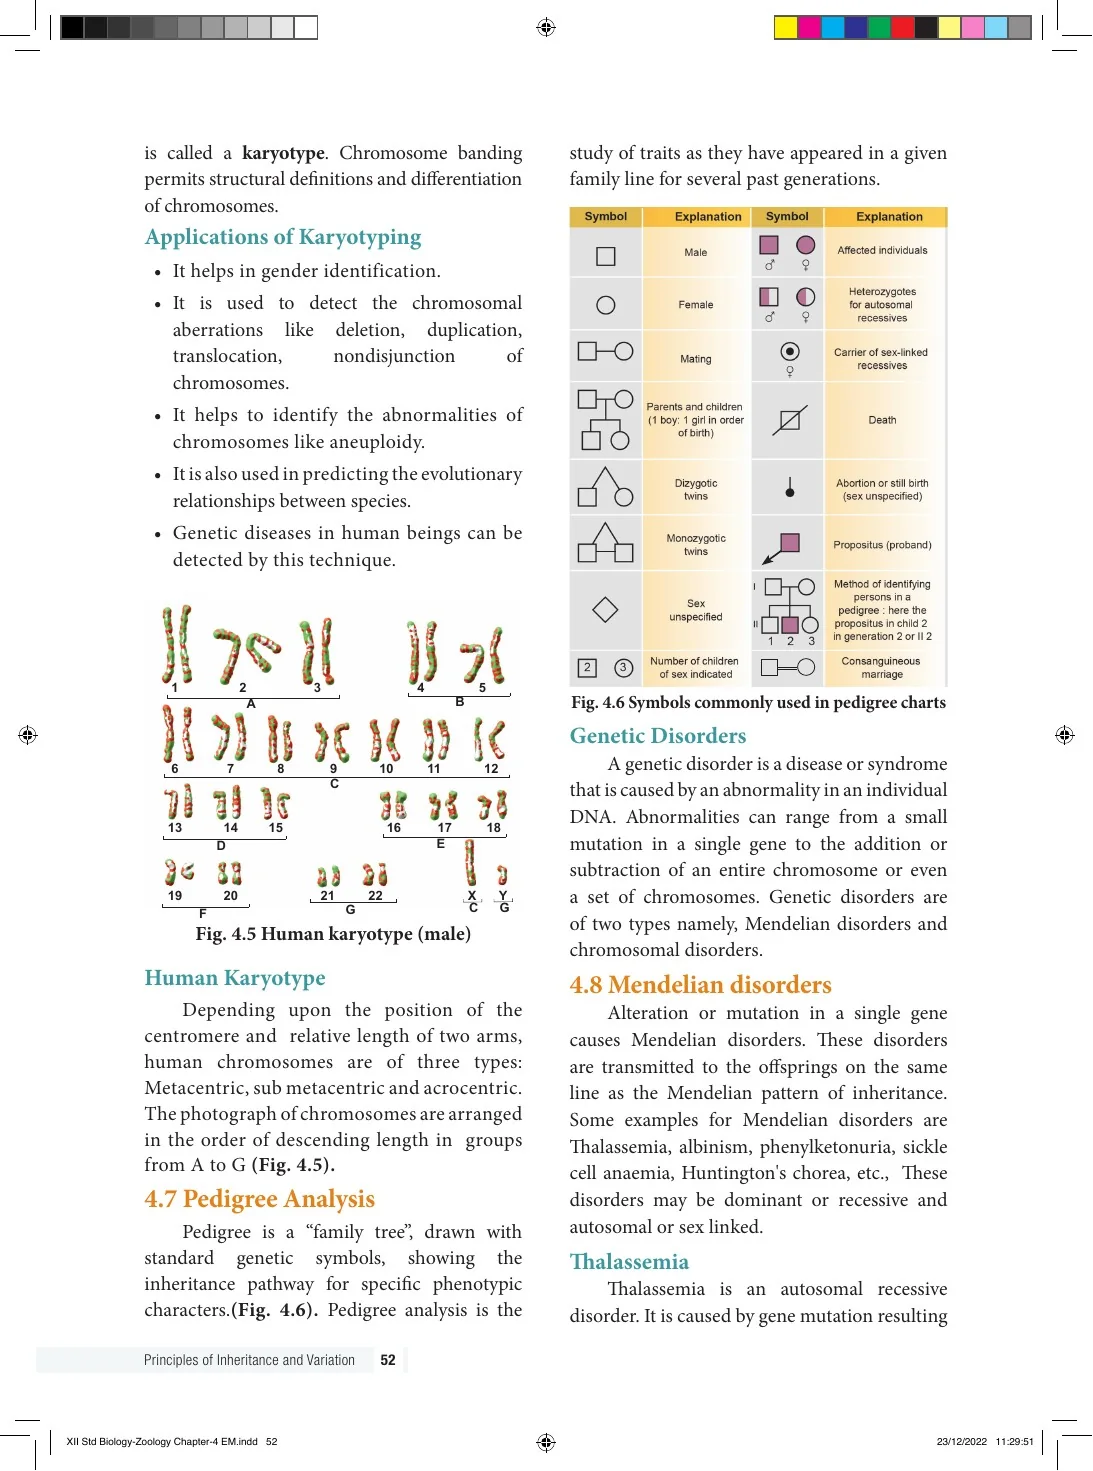 is called a karyotype. Chromosome banding
permits structural definitions and differentiation
of chromosomes.
Applications of Karyotyping
• It helps in gender identification.
• It is used to detect the chromosomal
aberrations like deletion, duplication,
translocation, nondisjunction of
chromosomes.
• It helps to identify the abnormalities of
chromosomes like aneuploidy.
• It is also used in predicting the evolutionary
relationships between species.
• Genetic diseases in human beings can be
detected by this technique.
1 2 3 4 5
A B
6 7 8 9 10 11 12
C
13 14 15 16 17 18
D E
19 20 21 22 X Y
F G C G
Fig. 4.5 Human karyotype (male)
Human Karyotype
Depending upon the position of the
centromere and relative length of two arms,
human chromosomes are of three types:
Metacentric, sub metacentric and acrocentric.
The photograph of chromosomes are arranged
in the order of descending length in groups
from A to G (Fig. 4.5).
4.7 Pedigree Analysis
Pedigree is a “family tree”, drawn with
standard genetic symbols, showing the
inheritance pathway for specific phenotypic
characters.(Fig. 4.6). Pedigree analysis is the
study of traits as they have appeared in a given
family line for several past generations.
Symbol Explanation Symbol Explanation
Male ♂ ♀ Affected individuals
Female ♂ ♀ Heterozygotes
for autosomal
recessives
Mating ♀ Carrier of sex-linked
recessives
Parents and children
(1 boy: 1 girl in order
of birth)
Death
Dizygotic
twins
Abortion or still birth
(sex unspecified)
Monozygotic
twins
Propositus (proband)
Sex
unspecified
I
II
1 2 3
Method of identifying
persons in a
pedigree : here the
propositus in child 2
in generation 2 or II 2
2 3 Number of children
of sex indicated
Consanguineous
marriage
Fig. 4.6 Symbols commonly used in pedigree charts
Genetic Disorders
A genetic disorder is a disease or syndrome
that is caused by an abnormality in an individual
DNA. Abnormalities can range from a small
mutation in a single gene to the addition or
subtraction of an entire chromosome or even
a set of chromosomes. Genetic disorders are
of two types namely, Mendelian disorders and
chromosomal disorders.
4.8 Mendelian disorders
Alteration or mutation in a single gene
causes Mendelian disorders. These disorders
are transmitted to the offsprings on the same
line as the Mendelian pattern of inheritance.
Some examples for Mendelian disorders are
Thalassemia, albinism, phenylketonuria, sickle
cell anaemia, Huntington's chorea, etc., These
disorders may be dominant or recessive and
autosomal or sex linked.
Thalassemia
Thalassemia is an autosomal recessive
disorder. It is caused by gene mutation resulting
Principles of Inheritance and Variation 52
XII Std Biology-Zoology Chapter-4 EM.indd 52
23/12/2022 11:29:51